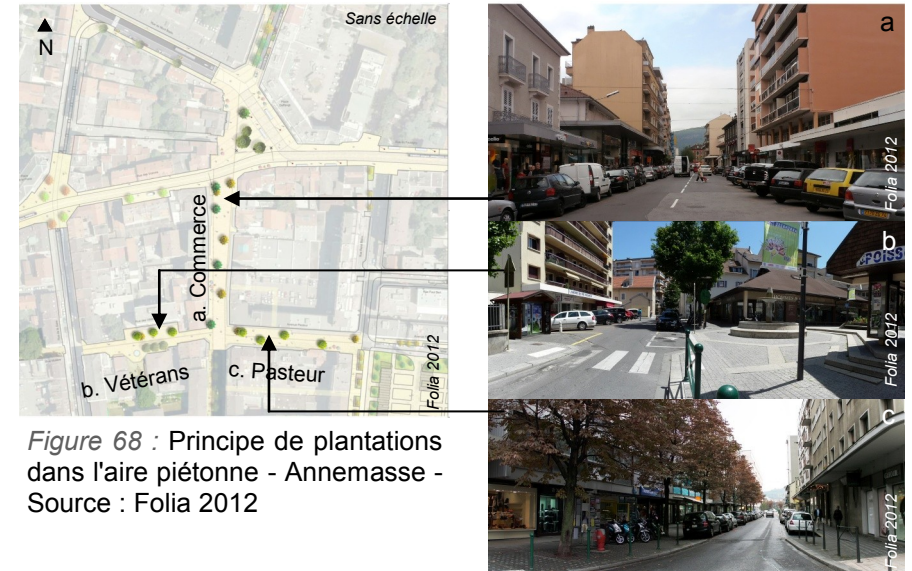 Sans échelle
N
a. Commerce
b. Vétérans
c. Pasteur
Folia 2012
Figure 68 : Principe de plantations
dans l'aire piétonne - Annemasse -
Source : Folia 2012
a
Folia 2012
b
POISS
Folia 2012
c
Folia 2012